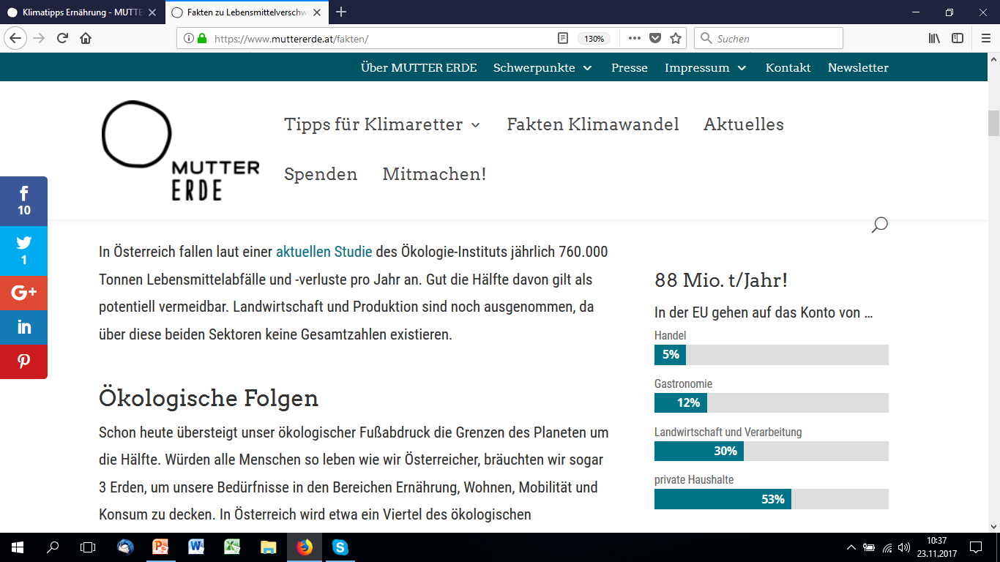 Klimatipps Ernährung - MUTTE
Fakten zu Lebensmittelverschw
https://www.muttererde.at/fakten/
130%
Suchen
Über MUTTER ERDE Schwerpunkte Presse Impressum Kontakt Newsletter
MUTTER
ERDE
Tipps für Klimaretter Fakten Klimawandel Aktuelles
Spenden Mitmachen!
10
1
G+
in
In Österreich fallen laut einer aktuellen Studie des Ökologie-Instituts jährlich 760.000
Tonnen Lebensmittelabfälle und -verluste pro Jahr an. Gut die Hälfte davon gilt als
potentiell vermeidbar. Landwirtschaft und Produktion sind noch ausgenommen, da
über diese beiden Sektoren keine Gesamtzahlen existieren.
Ökologische Folgen
Schon heute übersteigt unser ökologischer Fußabdruck die Grenzen des Planeten um
die Hälfte. Würden alle Menschen so leben wie wir Österreicher, bräuchten wir sogar
3 Erden, um unsere Bedürfnisse in den Bereichen Ernährung, Wohnen, Mobilität und
Konsum zu decken. In Österreich wird etwa ein Viertel des ökologischen
88 Mio. t/Jahr!
In der EU gehen auf das Konto von ...
Handel
5%
Gastronomie
12%
Landwirtschaft und Verarbeitung
30%
private Haushalte
53%
10:37
23.11.2017